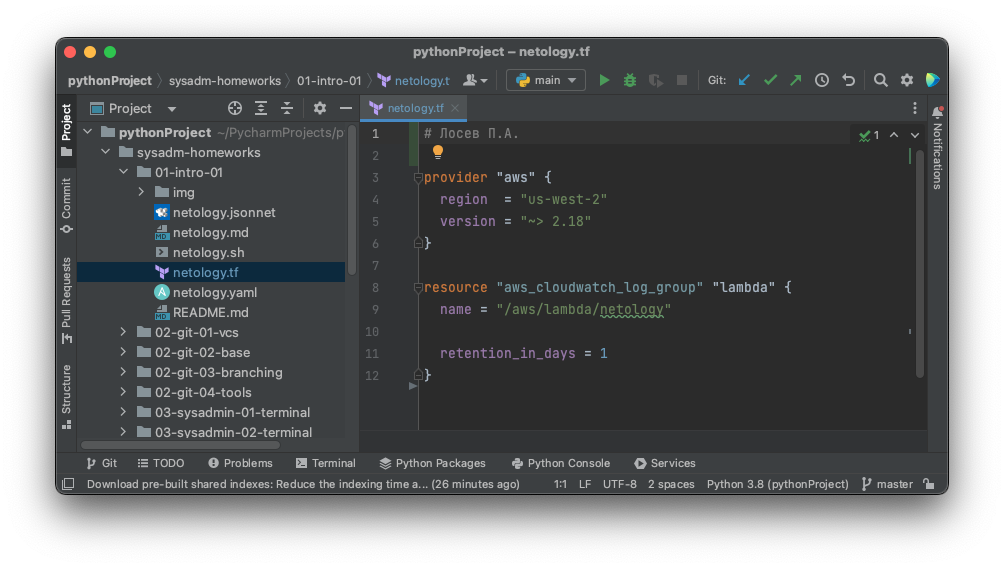 pythonProject – netology.tf
pythonProject sysadm-homeworks 01-intro-01 netology.t main Git:
Project
netology.tf
Project
Commit
Pull Requests
Structure
pythonProject ~/PycharmProjects/p
sysadm-homeworks
01-intro-01
img
netology.jsonnet
netology.md
netology.sh
netology.tf
netology.yaml
README.md
02-git-01-vcs
02-git-02-base
02-git-03-branching
02-git-04-tools
03-sysadmin-01-terminal
03-sysadmin-02-terminal
1 # Лосев П.А.
2
3 provider "aws" {
4 region = "us-west-2"
5 version = "~> 2.18"
6 }
7
8 resource "aws_cloudwatch_log_group" "lambda" {
9 name = "/aws/lambda/netology"
10
11 retention_in_days = 1
12 }
1
Notifications
Git TODO Problems Terminal Python Packages Python Console Services
Download pre-built shared indexes: Reduce the indexing time a... (26 minutes ago) 1:1 LF UTF-8 2 spaces Python 3.8 (pythonProject) master